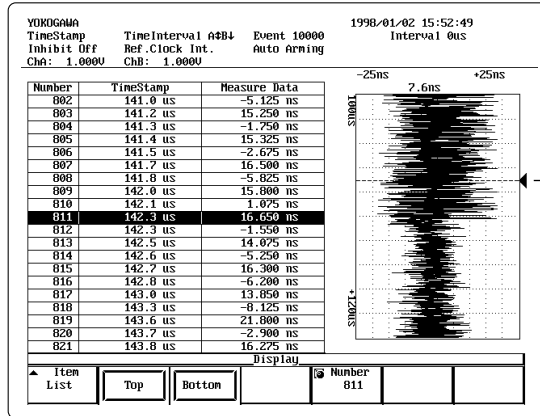 YOKOGAWA 1998/01/02 15:52:49
TimeStamp TimeInterval A↕B↓ Event 10000 Interval 0us
Inhibit Off Ref.Clock Int. Auto Arming
ChA: 1.000V ChB: 1.000V
-25ns +25ns
7.6ns
Number TimeStamp Measure Data
802 141.0 us -5.125 ns
803 141.2 us 15.250 ns
804 141.3 us -1.750 ns
805 141.4 us 15.325 ns
806 141.5 us -2.675 ns
807 141.7 us 16.500 ns
808 141.8 us -5.825 ns
809 142.0 us 15.800 ns
810 142.1 us 1.075 ns
811 142.3 us 16.650 ns
812 142.3 us -1.550 ns
813 142.5 us 14.075 ns
814 142.6 us -5.250 ns
815 142.7 us 16.300 ns
816 142.8 us -6.200 ns
817 143.0 us 13.850 ns
818 143.3 us -8.125 ns
819 143.6 us 21.800 ns
820 143.7 us -2.900 ns
821 143.8 us 16.275 ns
100us
+120us
Display
Item List
Top
Bottom
Number
811